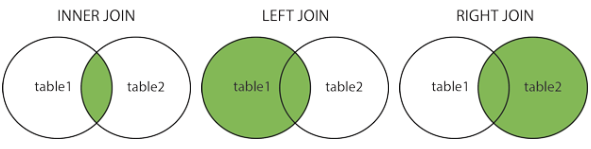 INNER JOIN
table1 table2
LEFT JOIN
table1 table2
RIGHT JOIN
table1 table2